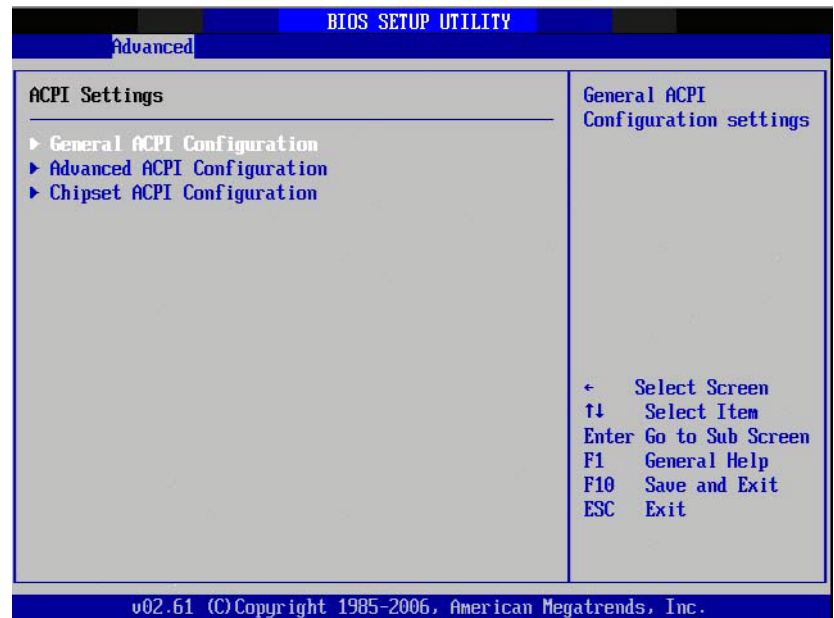 BIOS SETUP UTILITY
Advanced
ACPI Settings
▶ General ACPI Configuration
▶ Advanced ACPI Configuration
▶ Chipset ACPI Configuration
General ACPI
Configuration settings
← Select Screen
↑↓ Select Item
Enter Go to Sub Screen
F1 General Help
F10 Save and Exit
ESC Exit
v02.61 (C)Copyright 1985-2006, American Megatrends, Inc.